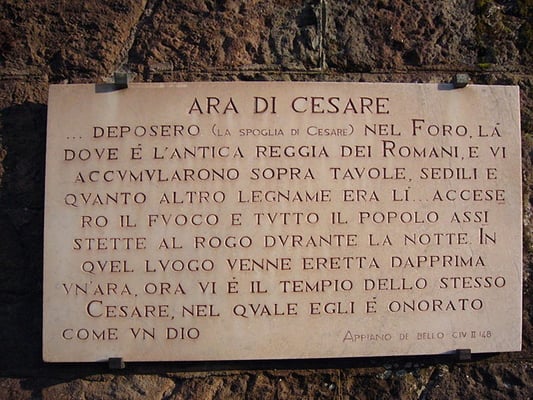 ARA DI CESARE
... DEPOSERO (LA SPOGLIA DI CESARE) NEL FORO, LÁ
DOVE É L'ANTICA REGGIA DEI ROMANI, E VI
ACCVMVLARONO SOPRA TAVOLE, SEDILI E
QVANTO ALTRO LEGNAME ERA LÍ... ACCESE
RO IL FVOCO E TVTTO IL POPOLO ASSI
STETTE AL ROGO DVRANTE LA NOTTE. IN
QVEL LVOGO VENNE ERETTA DAPPRIMA
VN'ARA, ORA VI É IL TEMPIO DELLO STESSO
CESARE, NEL QVALE EGLI É ONORATO
COME VN DIO
APPIANO DE BELLO CIV II 148